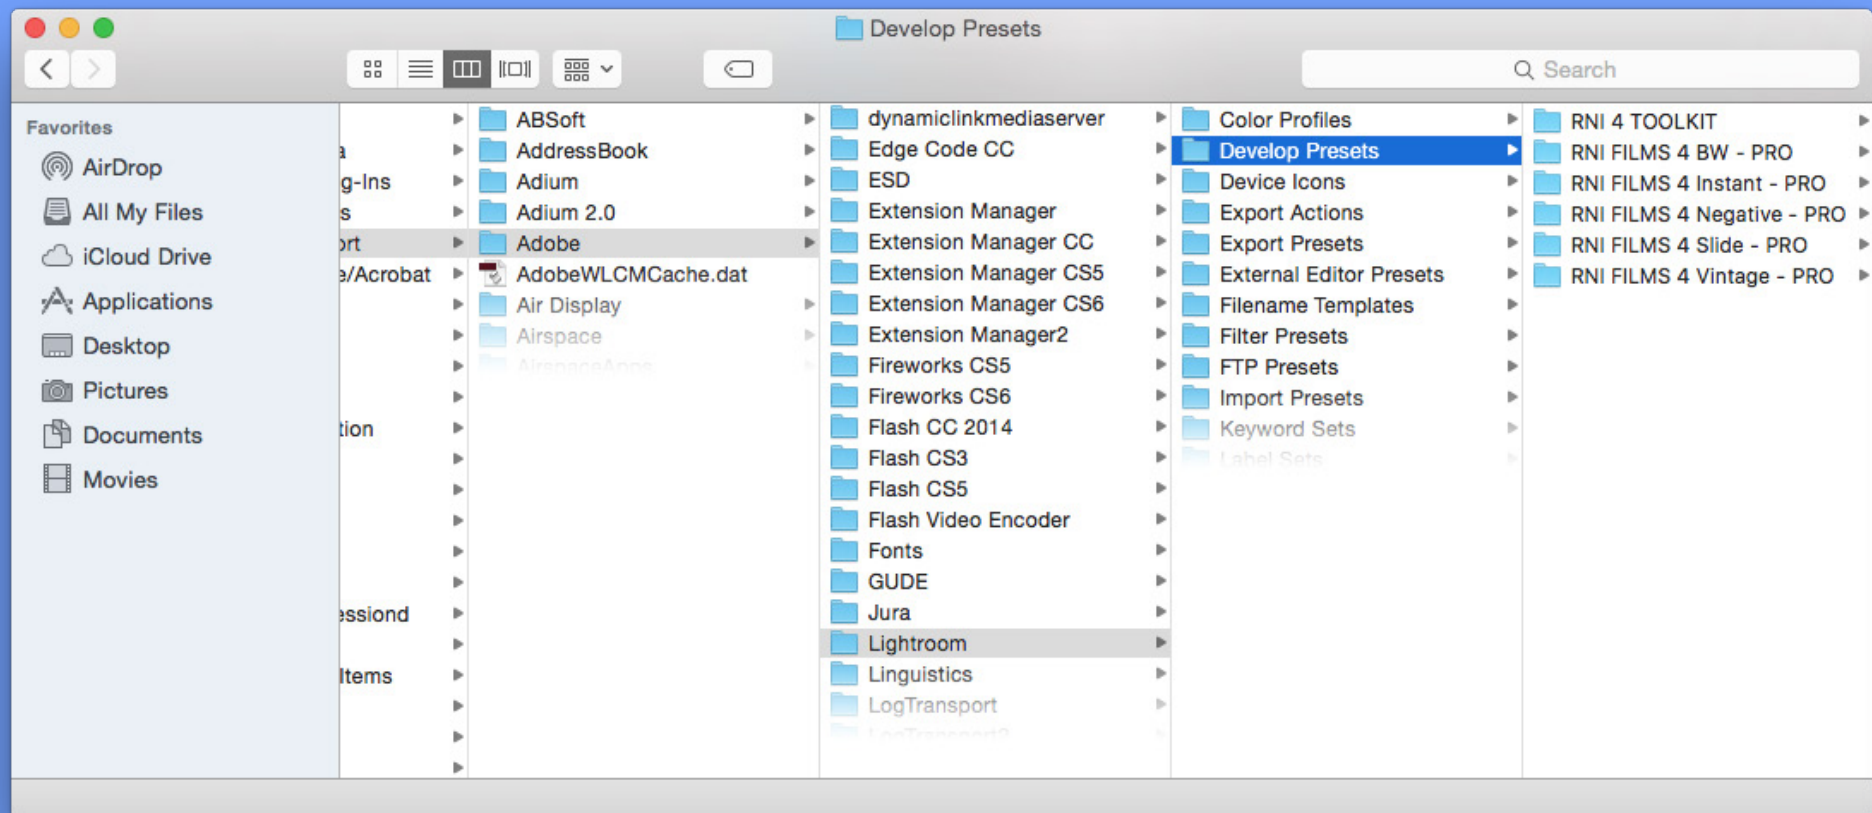 Develop Presets
Search
Favorites
AirDrop
All My Files
iCloud Drive
Applications
Desktop
Pictures
Documents
Movies
g-Ins
s
ort
e/Acrobat
tion
essiond
Items
ABSoft
AddressBook
Adium
Adium 2.0
Adobe
AdobeWLCMCache.dat
Air Display
Airspace
AirspaceApps
dynamiclinkmediaserver
Edge Code CC
ESD
Extension Manager
Extension Manager CC
Extension Manager CS5
Extension Manager CS6
Extension Manager2
Fireworks CS5
Fireworks CS6
Flash CC 2014
Flash CS3
Flash CS5
Flash Video Encoder
Fonts
GUDE
Jura
Lightroom
Linguistics
LogTransport
LogTransport2
Color Profiles
Develop Presets
Device Icons
Export Actions
Export Presets
External Editor Presets
Filename Templates
Filter Presets
FTP Presets
Import Presets
Keyword Sets
Label Sets
RNI 4 TOOLKIT
RNI FILMS 4 BW - PRO
RNI FILMS 4 Instant - PRO
RNI FILMS 4 Negative - PRO
RNI FILMS 4 Slide - PRO
RNI FILMS 4 Vintage - PRO